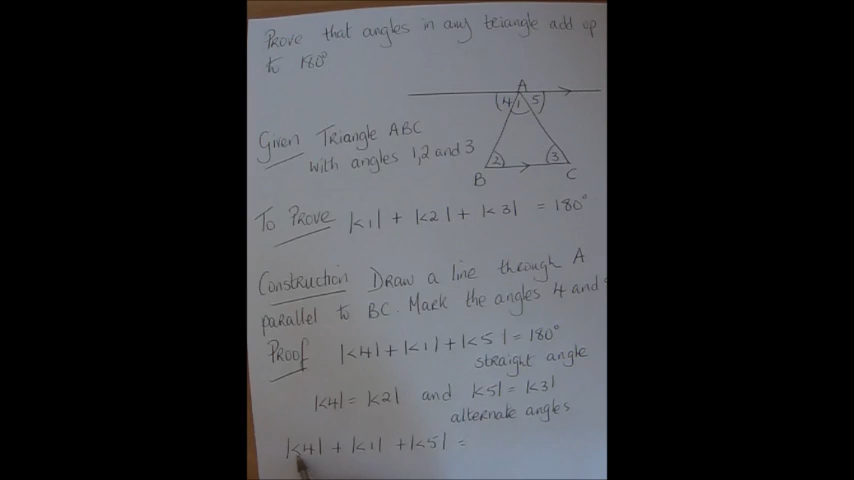 Prove that angles in any triangle add up
to 180°
A
4 1 5
2 3
B C
Given Triangle ABC
with angles 1, 2 and 3
To Prove |<1| + |<2| + |<3| = 180°
Construction Draw a line through A
parallel to BC. Mark the angles 4 and
Proof |<4| + |<1| + |<5| = 180°
straight angle
|<4| = |<2| and |<5| = |<3|
alternate angles
|<4| + |<1| + |<5| =